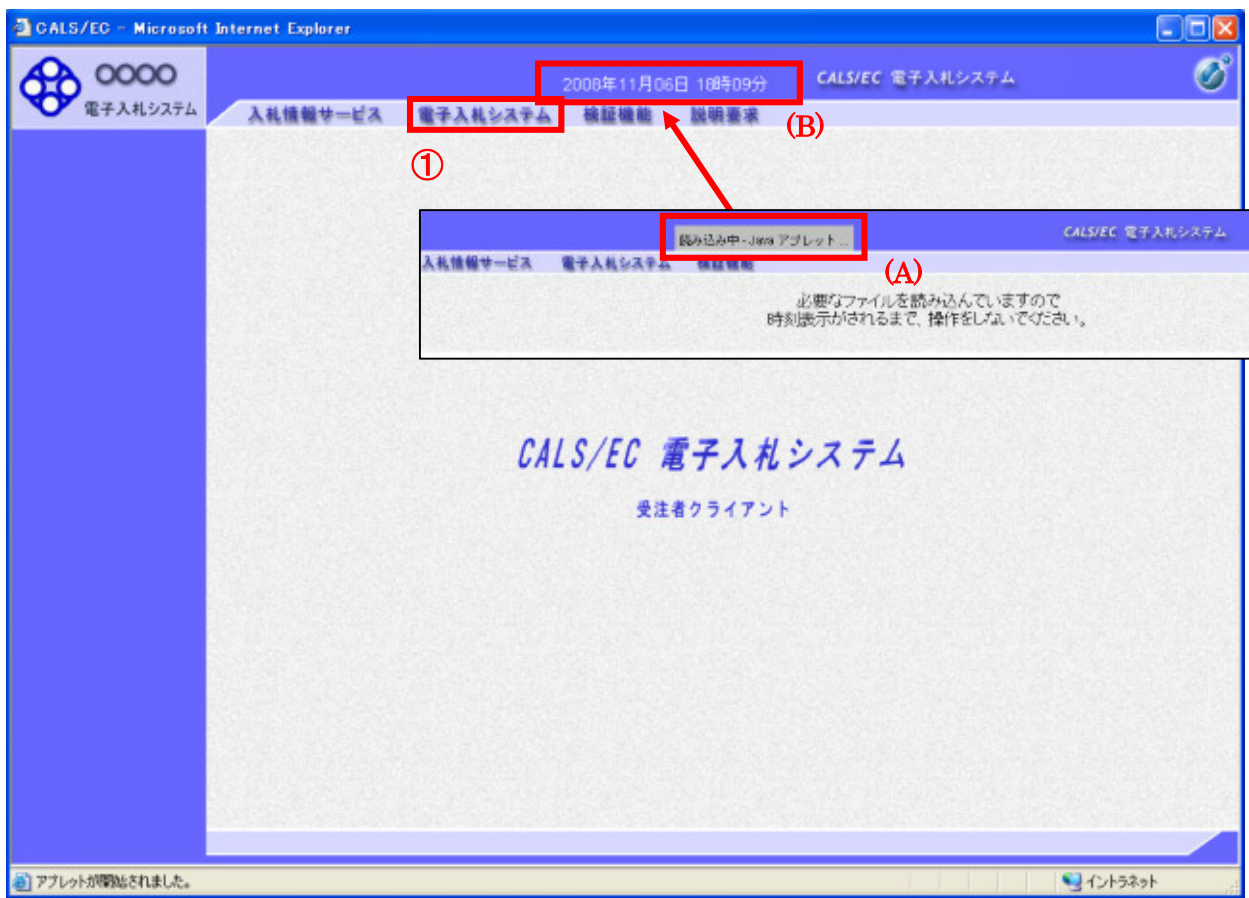 CALS/EC - Microsoft Internet Explorer
○○○○
電子入札システム
2008年11月06日 18時09分
CALS/EC 電子入札システム
入札情報サービス 電子入札システム 検証機能 説明要求
(B)
①
読み込み中 - Java アプレット ...
CALS/EC 電子入札システム
入札情報サービス 電子入札システム 検証機能
(A)
必要なファイルを読み込んでいますので
時刻表示がされるまで、操作をしないでください。
CALS/EC 電子入札システム
受注者クライアント
アプレットが開始されました。
イントラネット